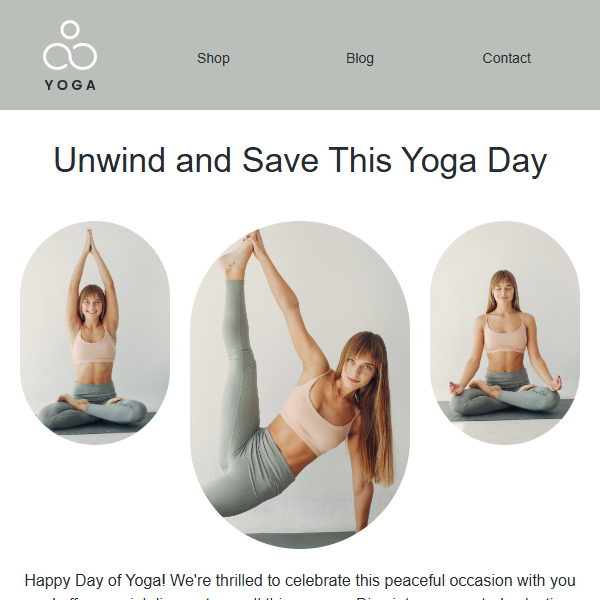 YOGA
Shop
Blog
Contact
Unwind and Save This Yoga Day
Happy Day of Yoga! We're thrilled to celebrate this peaceful occasion with you